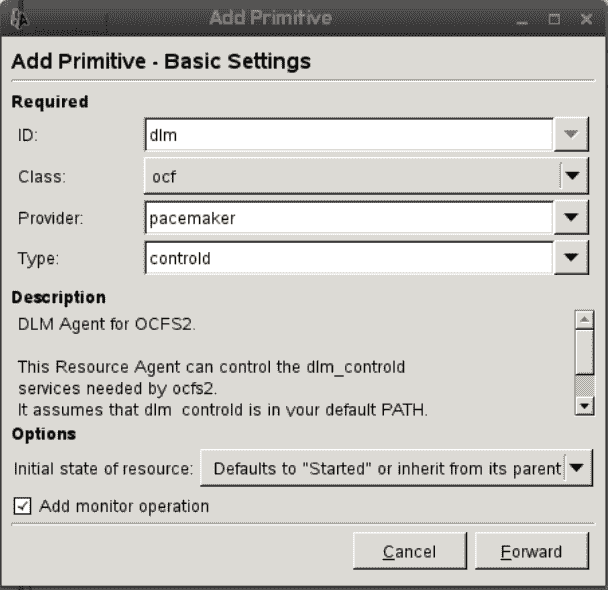 Add Primitive
Add Primitive - Basic Settings
Required
ID: dlm
Class: ocf
Provider: pacemaker
Type: controld
Description
DLM Agent for OCFS2.
This Resource Agent can control the dlm_controld
services needed by ocfs2.
It assumes that dlm_controld is in your default PATH.
Options
Initial state of resource: Defaults to "Started" or inherit from its parent
Add monitor operation
Cancel Forward